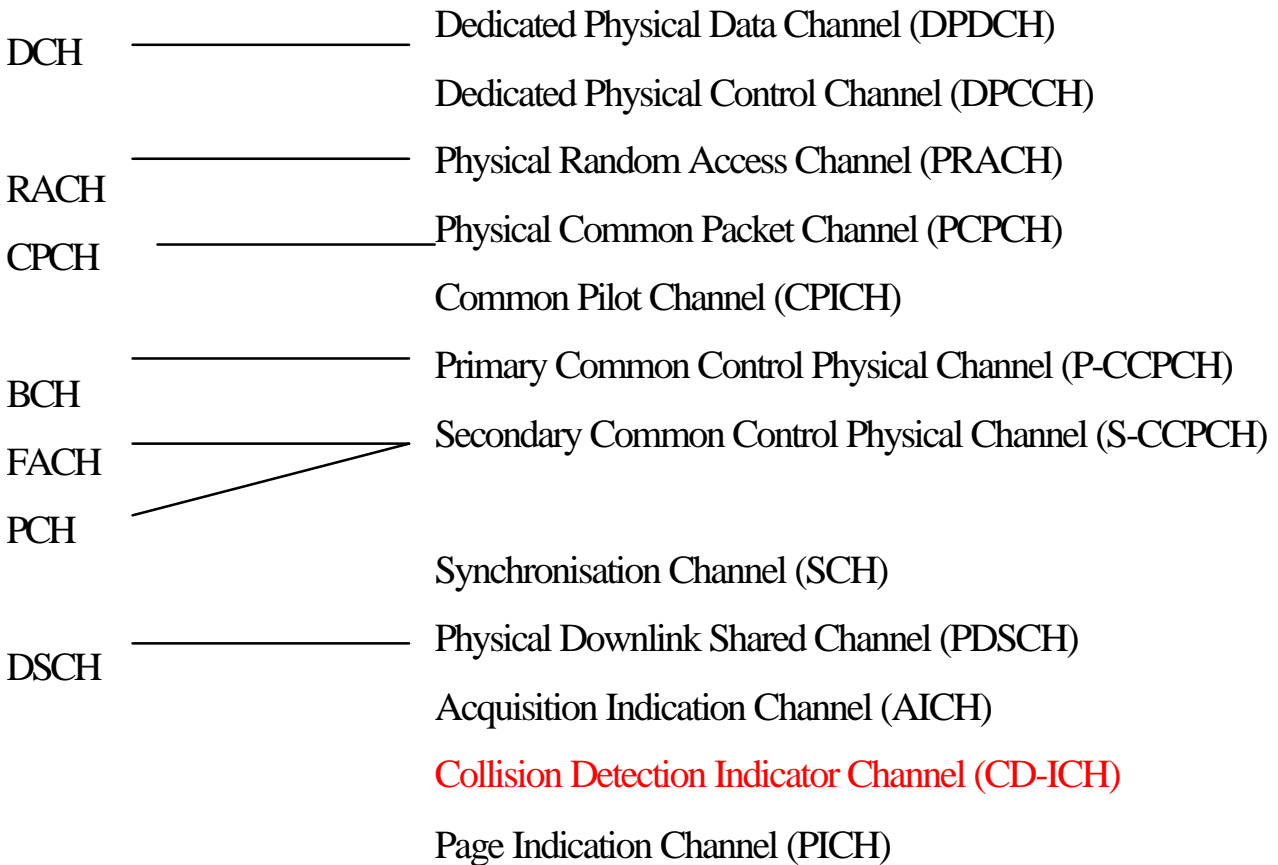 Dedicated Physical Data Channel (DPDCH)
DCH
Dedicated Physical Control Channel (DPCCH)
Physical Random Access Channel (PRACH)
RACH
Physical Common Packet Channel (PCPCH)
CPCH
Common Pilot Channel (CPICH)
Primary Common Control Physical Channel (P-CCPCH)
BCH
Secondary Common Control Physical Channel (S-CCPCH)
FACH
PCH
Synchronisation Channel (SCH)
Physical Downlink Shared Channel (PDSCH)
DSCH
Acquisition Indication Channel (AICH)
Collision Detection Indicator Channel (CD-ICH)
Page Indication Channel (PICH)